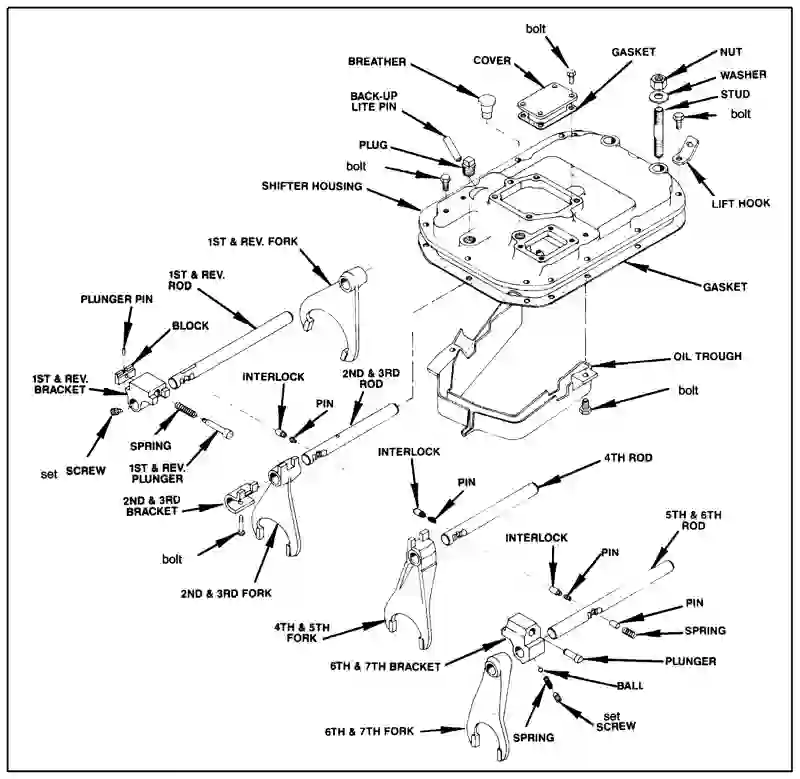 bolt
COVER
GASKET
NUT
BREATHER
WASHER
STUD
BACK-UP
LITE PIN
bolt
PLUG
bolt
SHIFTER HOUSING
LIFT HOOK
1ST & REV. FORK
1ST & REV.
ROD
GASKET
PLUNGER PIN
BLOCK
OIL TROUGH
1ST & REV.
BRACKET
INTERLOCK
2ND & 3RD
ROD
bolt
PIN
SPRING
set SCREW
1ST & REV.
PLUNGER
INTERLOCK
4TH ROD
PIN
2ND & 3RD
BRACKET
5TH & 6TH
ROD
INTERLOCK
PIN
bolt
2ND & 3RD FORK
PIN
4TH & 5TH
FORK
SPRING
6TH & 7TH BRACKET
PLUNGER
BALL
set
SCREW
6TH & 7TH FORK
SPRING